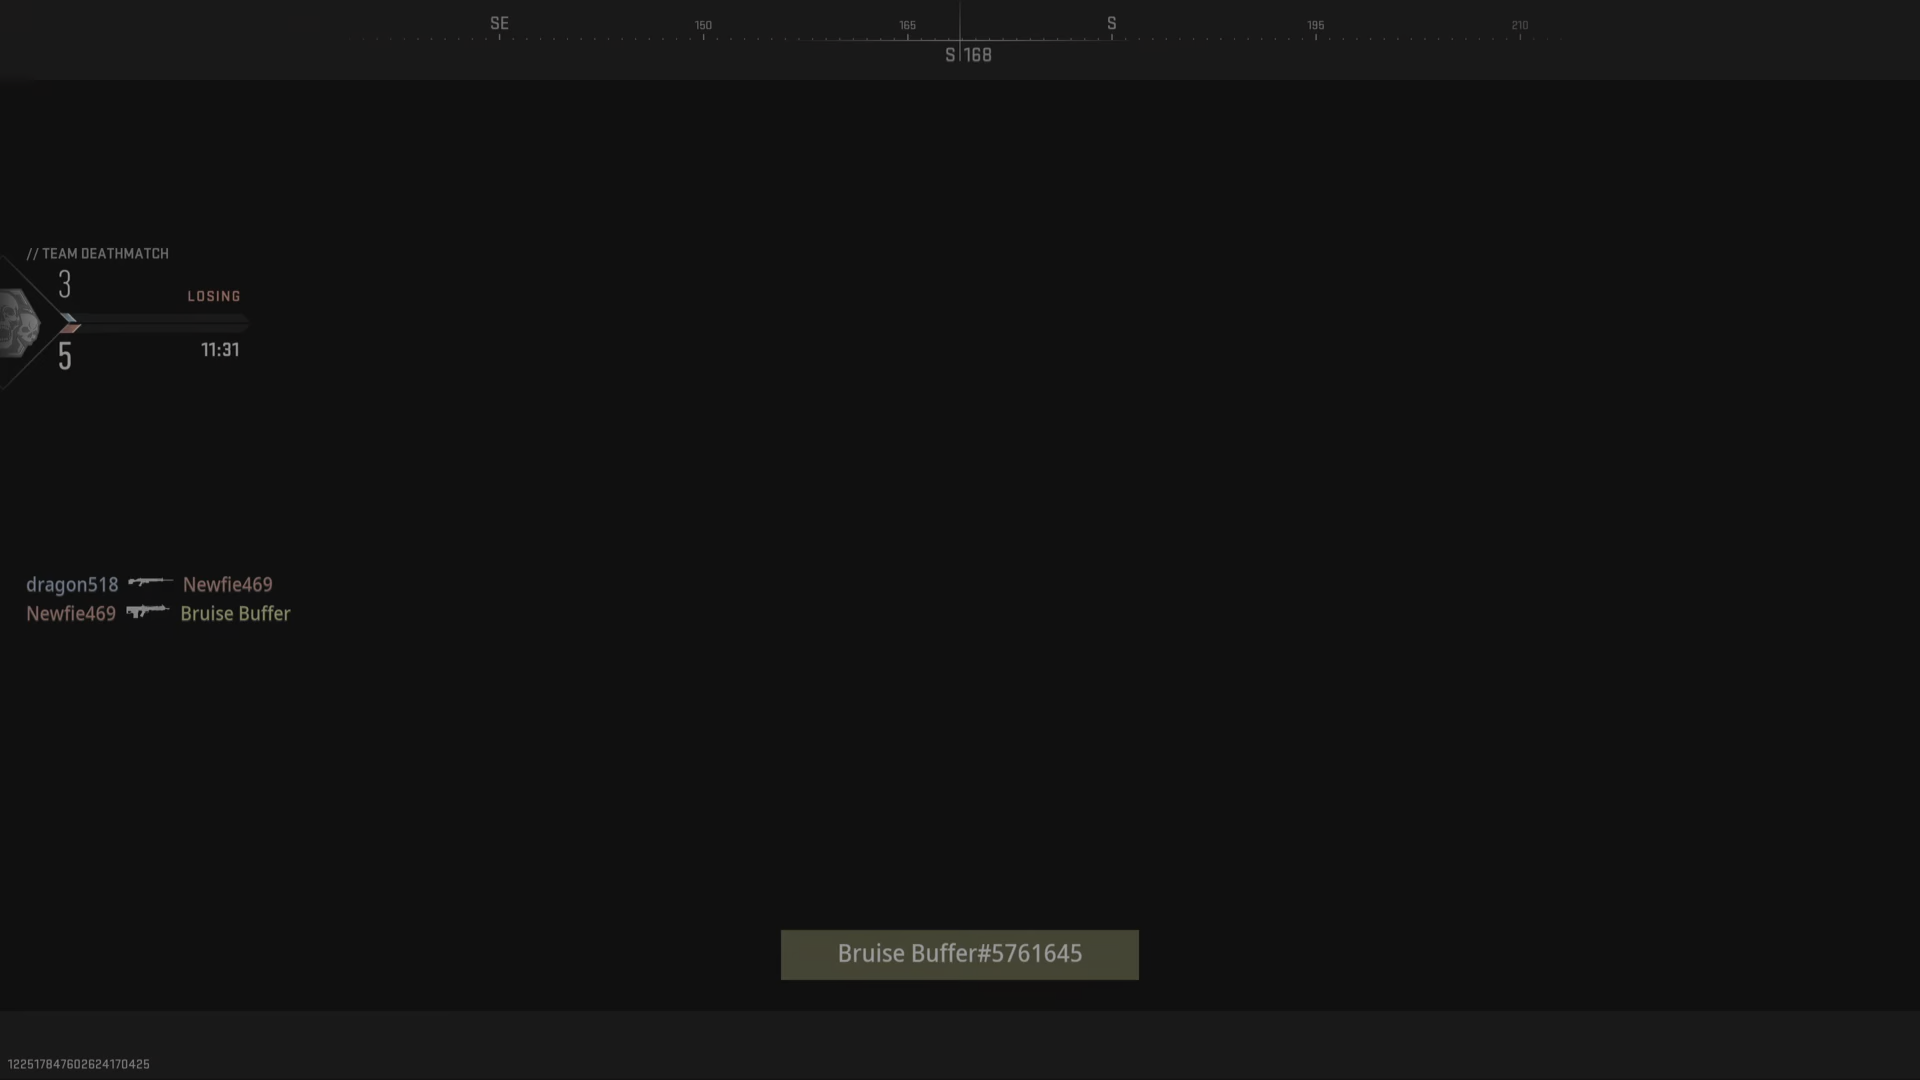 SE 150 165 S 195 210
S 168
// TEAM DEATHMATCH
3
LOSING
5
11:31
dragon518 Newfie469
Newfie469 Bruise Buffer
Bruise Buffer#5761645
122517847602624170425